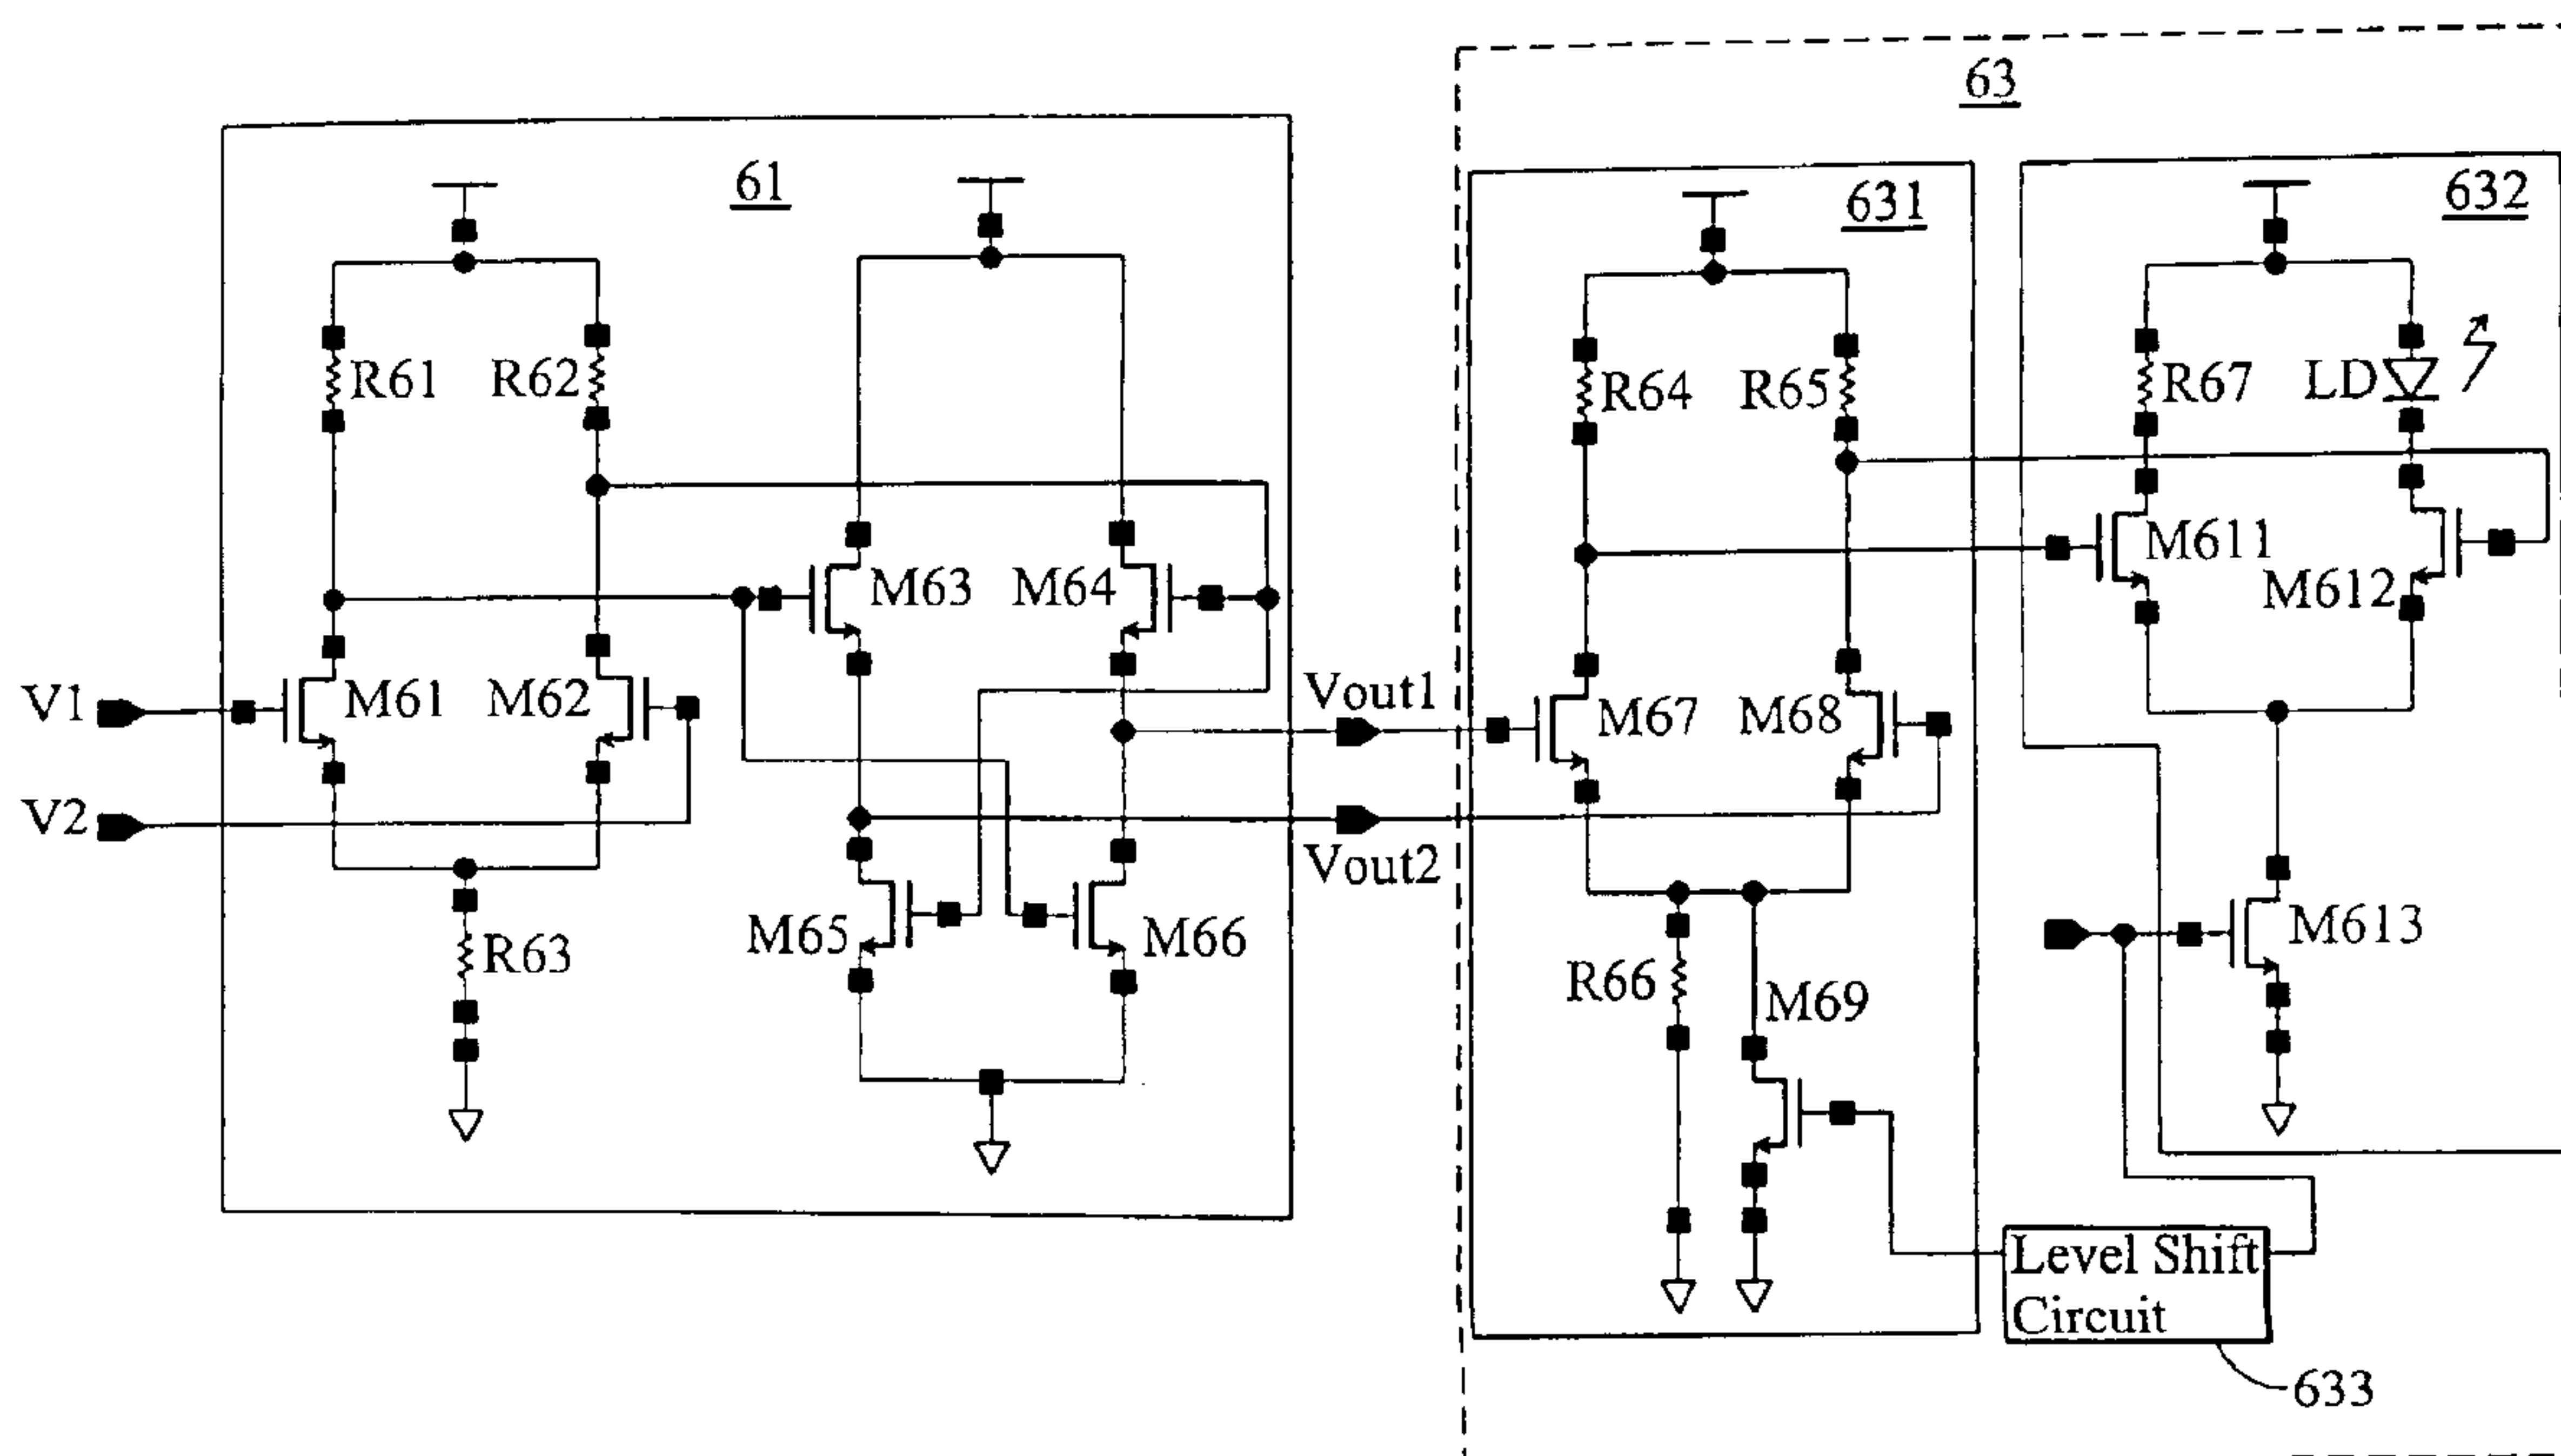 63
61
631
632
R61
R62
R64
R65
R67
LD
M63
M64
M611
M612
V1
M61
M62
Vout1
M67
M68
V2
Vout2
M65
M66
R63
R66
M69
M613
Level Shift
Circuit
633